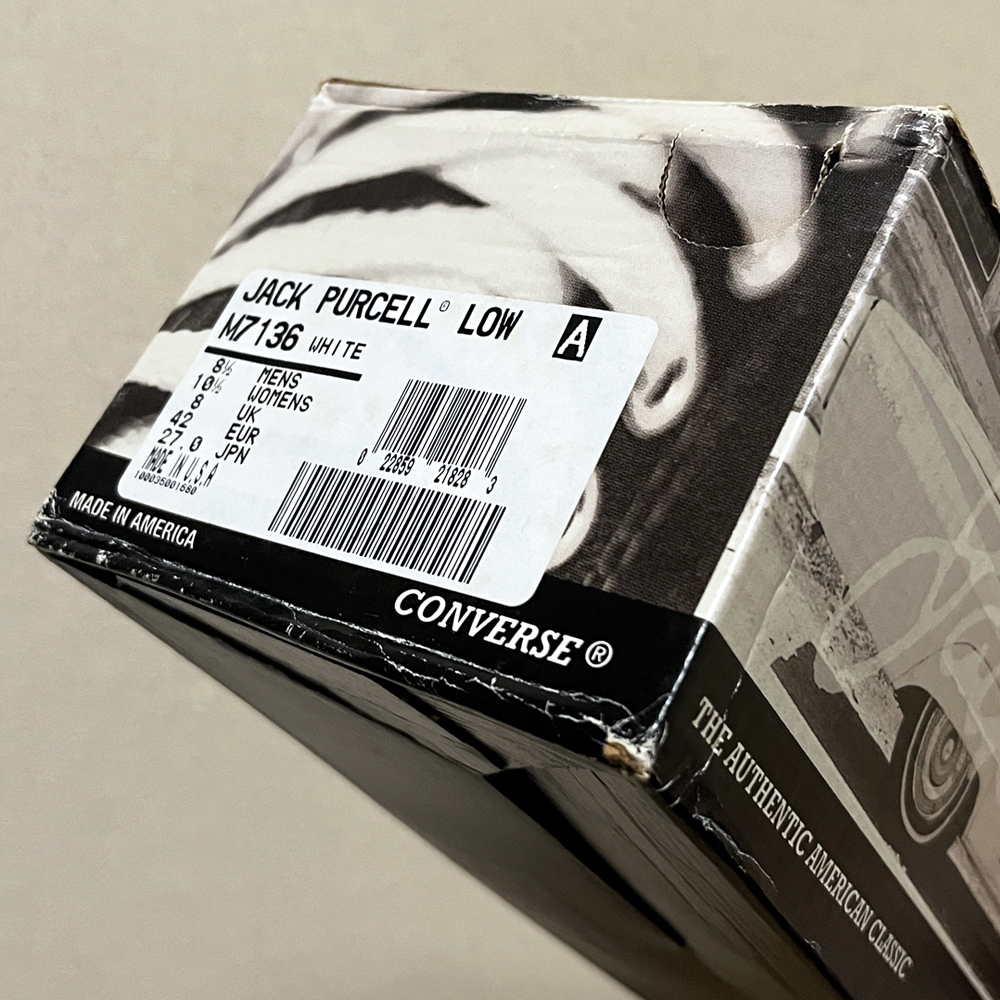 JACK PURCELL® LOW
A
M7136 WHITE
8½ MENS
10½ WOMENS
8 UK
42 EUR
27.0 JPN
MADE IN U.S.A
100035001680
0 22859 21828 3
MADE IN AMERICA
CONVERSE®
THE AUTHENTIC AMERICAN CLASSIC